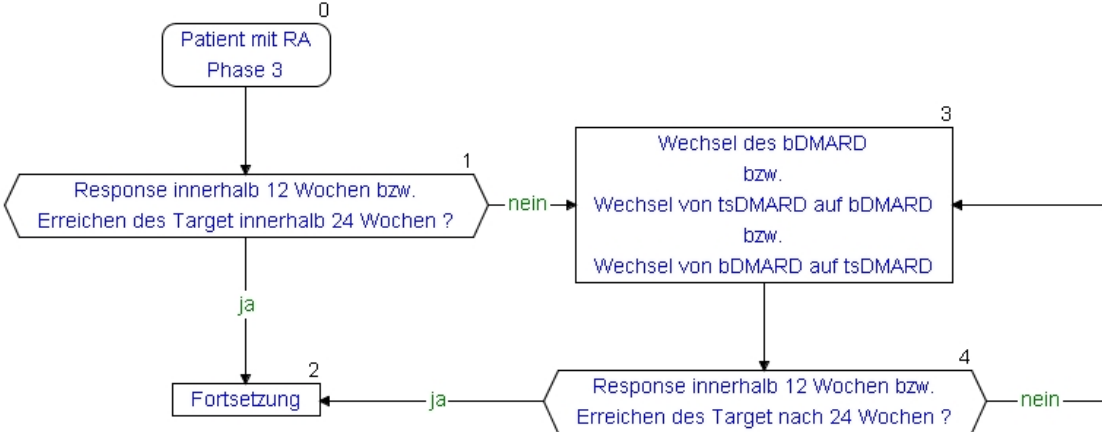 0
Patient mit RA
Phase 3
1
Response innerhalb 12 Wochen bzw.
Erreichen des Target innerhalb 24 Wochen ?
nein
3
Wechsel des bDMARD
bzw.
Wechsel von tsDMARD auf bDMARD
bzw.
Wechsel von bDMARD auf tsDMARD
ja
2
Fortsetzung
ja
4
Response innerhalb 12 Wochen bzw.
Erreichen des Target nach 24 Wochen ?
nein